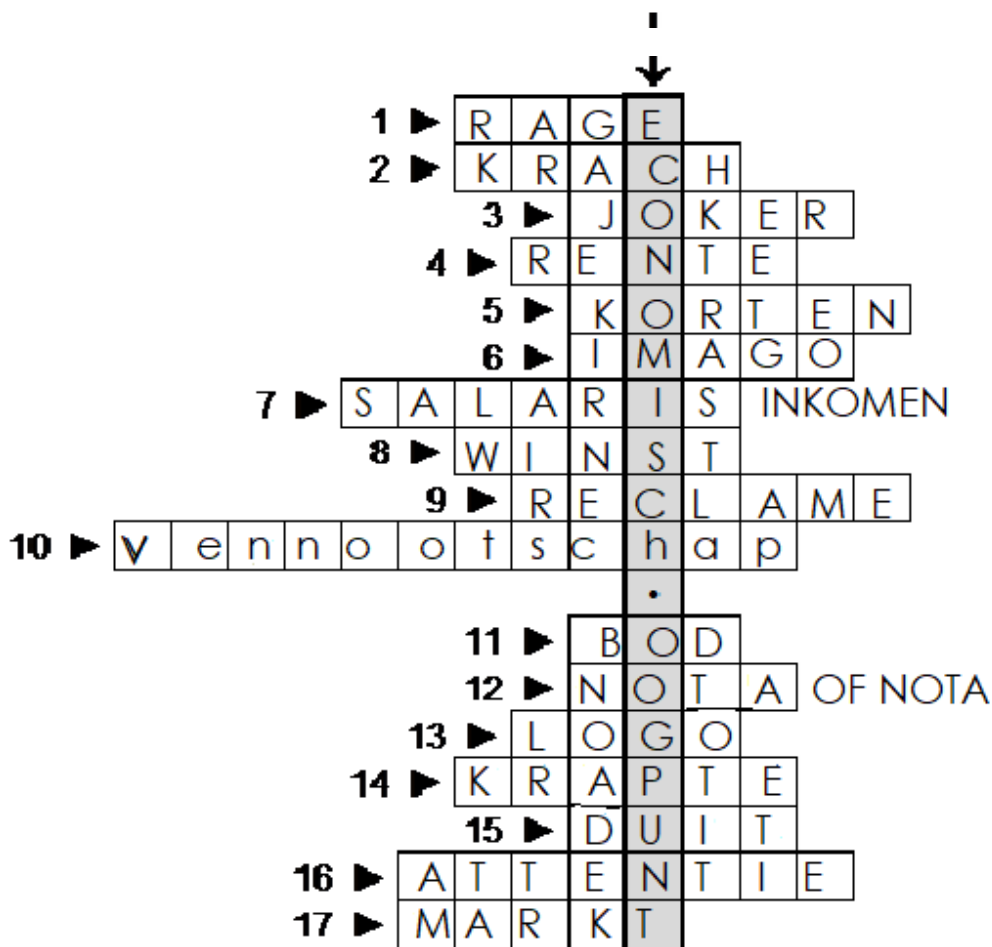 1 ► RAGE
2 ► KRACH
3 ► JOKER
4 ► RENTE
5 ► KORTEN
6 ► IMAGO
7 ► SALARIS INKOMEN
8 ► WINST
9 ► RECLAME
10 ► vennootschap
.
11 ► BOD
12 ► NOTA OF NOTA
13 ► LOGO
14 ► KRAPTE
15 ► DUIT
16 ► ATTENTIE
17 ► MARKT